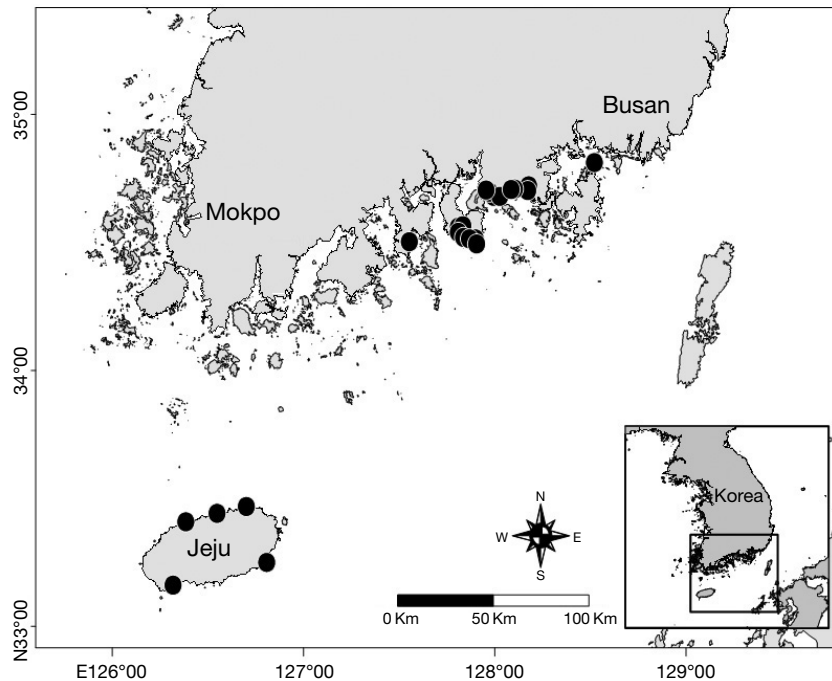 35°00'
34°00'
N33°00'
E126°00'
127°00'
128°00'
129°00'
Busan
Mokpo
Jeju
N
W
E
S
0 Km
50 Km
100 Km
Korea